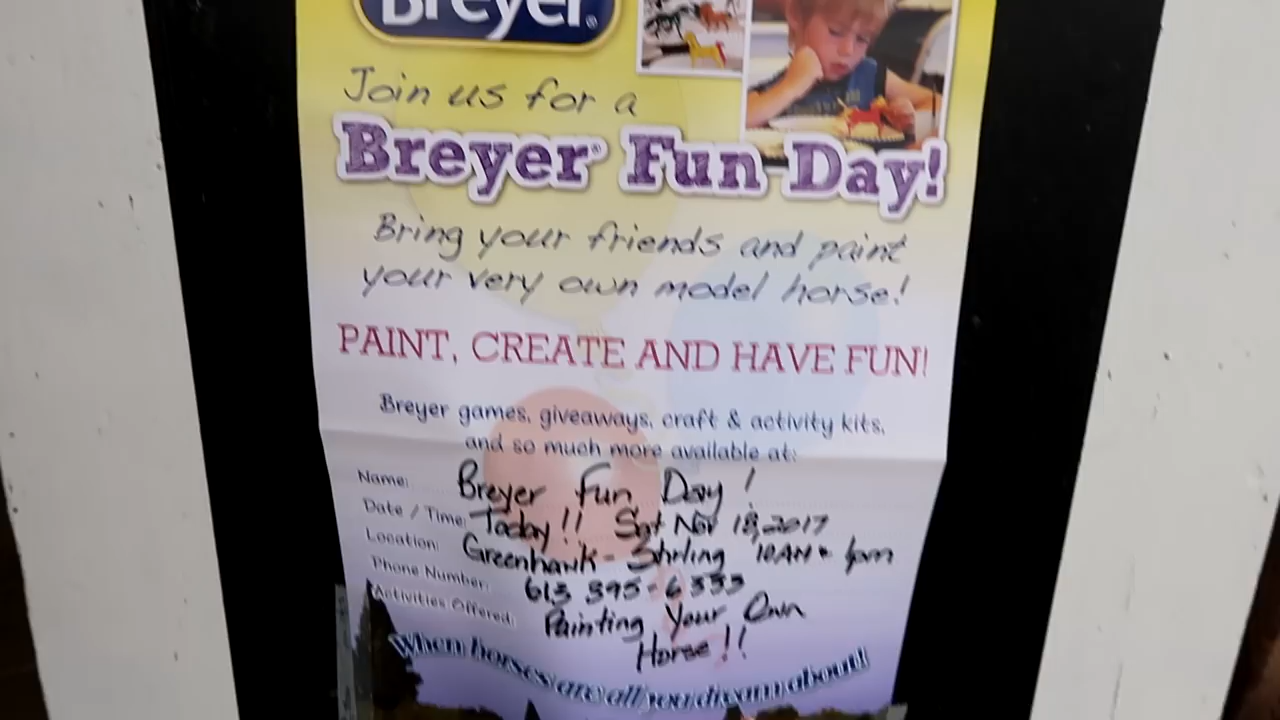 Breyer®
Join us for a
Breyer® Fun Day!
Bring your friends and paint
your very own model horse!
PAINT, CREATE AND HAVE FUN!
Breyer games, giveaways, craft & activity kits,
and so much more available at:
Name: Breyer Fun Day!
Date / Time: Today!! Sat Nov 18, 2017
Location: Greenhawk - Stirling 10AM
Phone Number: 613 395-6333
Activities Offered: Painting Your Own
Horse!!
When horses are all you dream about!